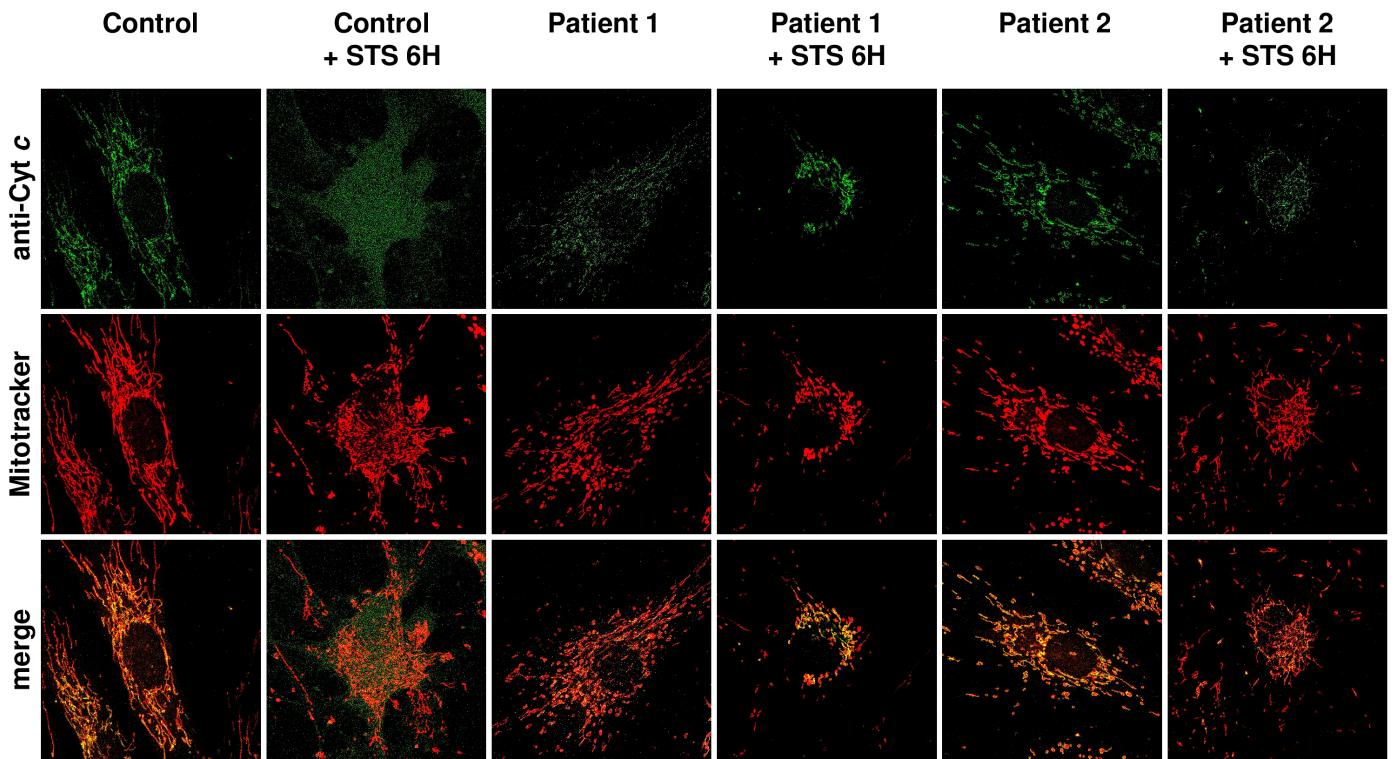 Control
Control
+ STS 6H
Patient 1
Patient 1
+ STS 6H
Patient 2
Patient 2
+ STS 6H
anti-Cyt c
Mitotracker
merge